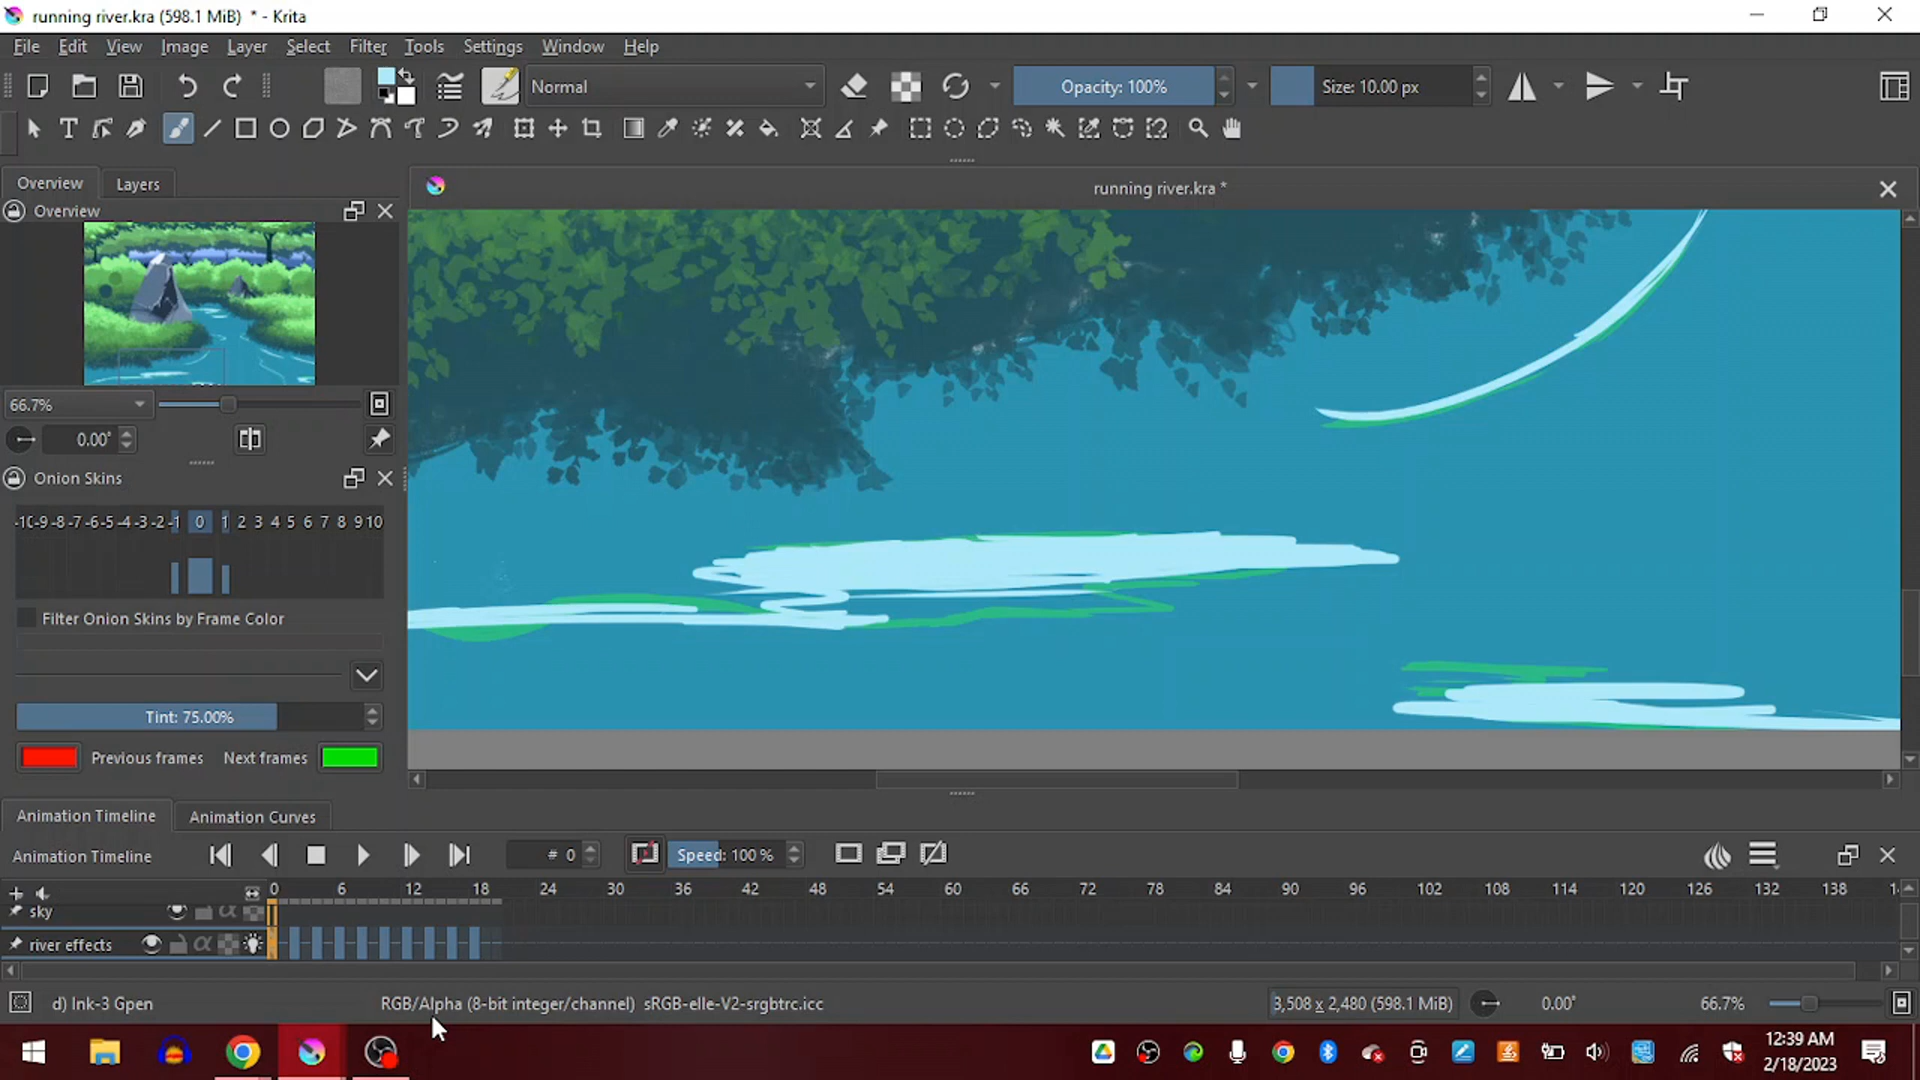 running river.kra (598.1 MiB) * - Krita
File Edit View Image Layer Select Filter Tools Settings Window Help
Normal Opacity: 100% Size: 10.00 px
Overview Layers
running river.kra *
Overview
66.7%
0.00°
Onion Skins
-10 -9 -8 -7 -6 -5 -4 -3 -2 -1 0 1 2 3 4 5 6 7 8 9 10
Filter Onion Skins by Frame Color
Tint: 75.00%
Previous frames Next frames
Animation Timeline Animation Curves
Animation Timeline # 0 Speed: 100 %
0 6 12 18 24 30 36 42 48 54 60 66 72 78 84 90 96 102 108 114 120 126 132 138
sky
river effects
d) Ink-3 Gpen RGB/Alpha (8-bit integer/channel) sRGB-elle-V2-srgbtrc.icc 3,508 x 2,480 (598.1 MiB) 0.00° 66.7%
12:39 AM
2/18/2023